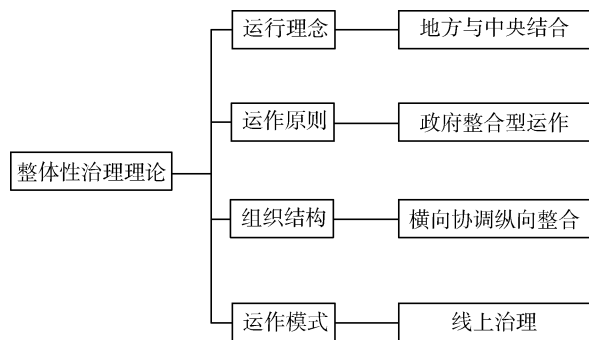 运行理念
地方与中央结合
运作原则
政府整合型运作
整体性治理理论
组织结构
横向协调纵向整合
运作模式
线上治理